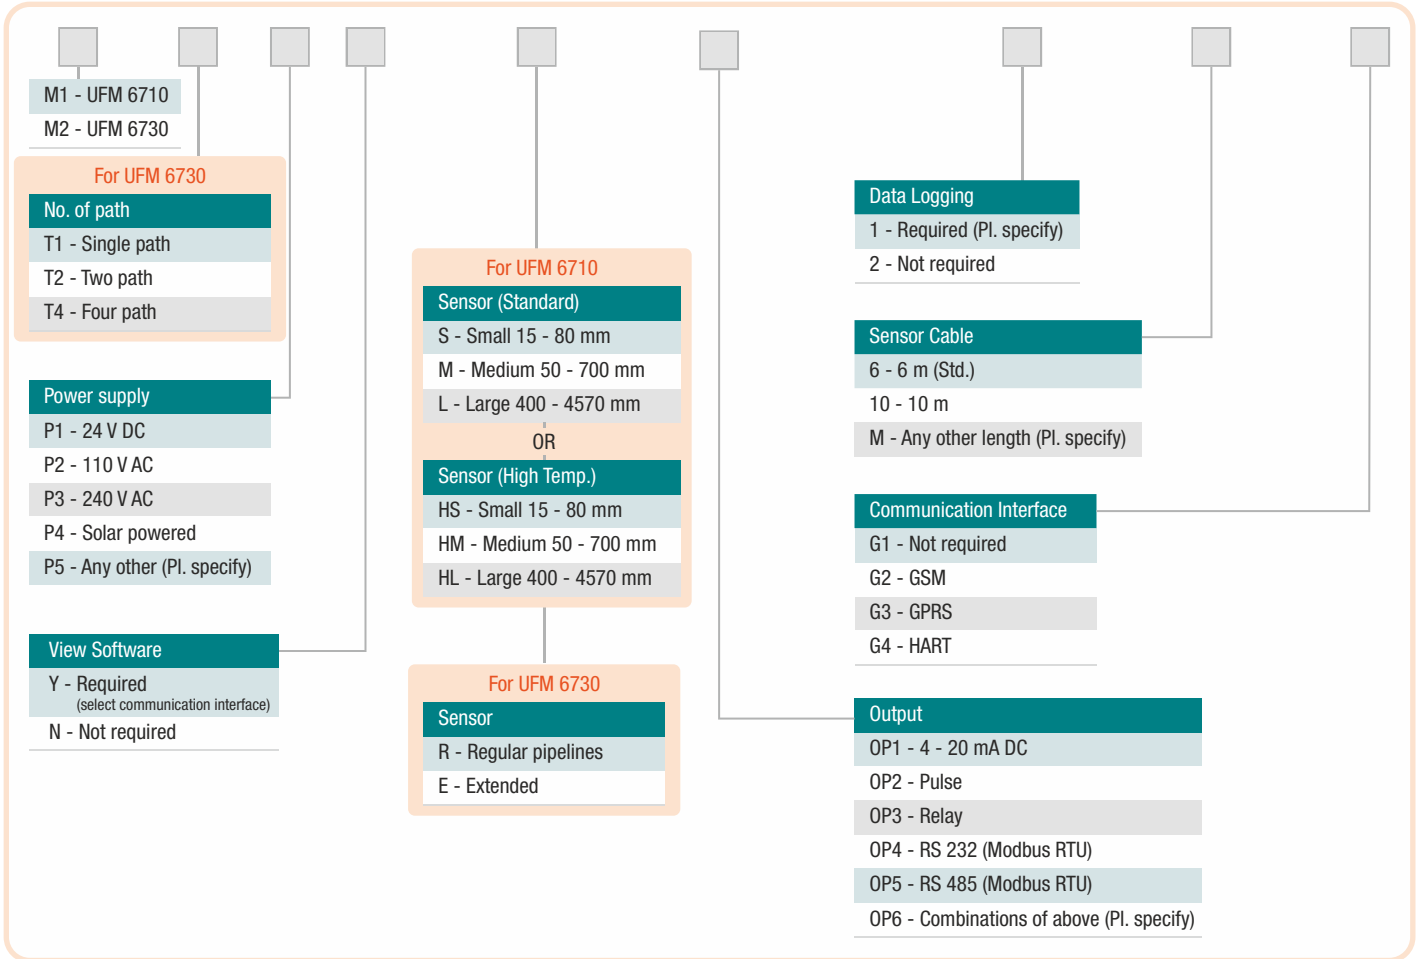 M1 - UFM 6710
M2 - UFM 6730
For UFM 6730
No. of path
T1 - Single path
T2 - Two path
T4 - Four path
Power supply
P1 - 24 V DC
P2 - 110 V AC
P3 - 240 V AC
P4 - Solar powered
P5 - Any other (Pl. specify)
View Software
Y - Required
(select communication interface)
N - Not required
For UFM 6710
Sensor (Standard)
S - Small 15 - 80 mm
M - Medium 50 - 700 mm
L - Large 400 - 4570 mm
OR
Sensor (High Temp.)
HS - Small 15 - 80 mm
HM - Medium 50 - 700 mm
HL - Large 400 - 4570 mm
For UFM 6730
Sensor
R - Regular pipelines
E - Extended
Data Logging
1 - Required (Pl. specify)
2 - Not required
Sensor Cable
6 - 6 m (Std.)
10 - 10 m
M - Any other length (Pl. specify)
Communication Interface
G1 - Not required
G2 - GSM
G3 - GPRS
G4 - HART
Output
OP1 - 4 - 20 mA DC
OP2 - Pulse
OP3 - Relay
OP4 - RS 232 (Modbus RTU)
OP5 - RS 485 (Modbus RTU)
OP6 - Combinations of above (Pl. specify)